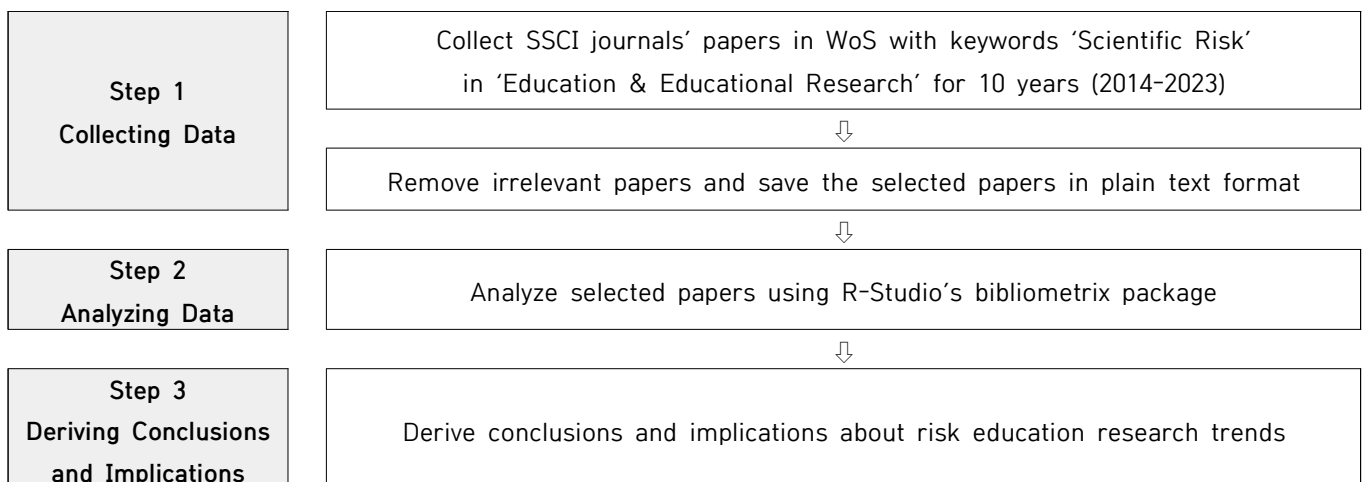 Step 1
Collecting Data
Collect SSCI journals’ papers in WoS with keywords ‘Scientific Risk’
in ‘Education & Educational Research’ for 10 years (2014-2023)
⇩
Remove irrelevant papers and save the selected papers in plain text format
⇩
Step 2
Analyzing Data
Analyze selected papers using R-Studio’s bibliometrix package
⇩
Step 3
Deriving Conclusions
and Implications
Derive conclusions and implications about risk education research trends